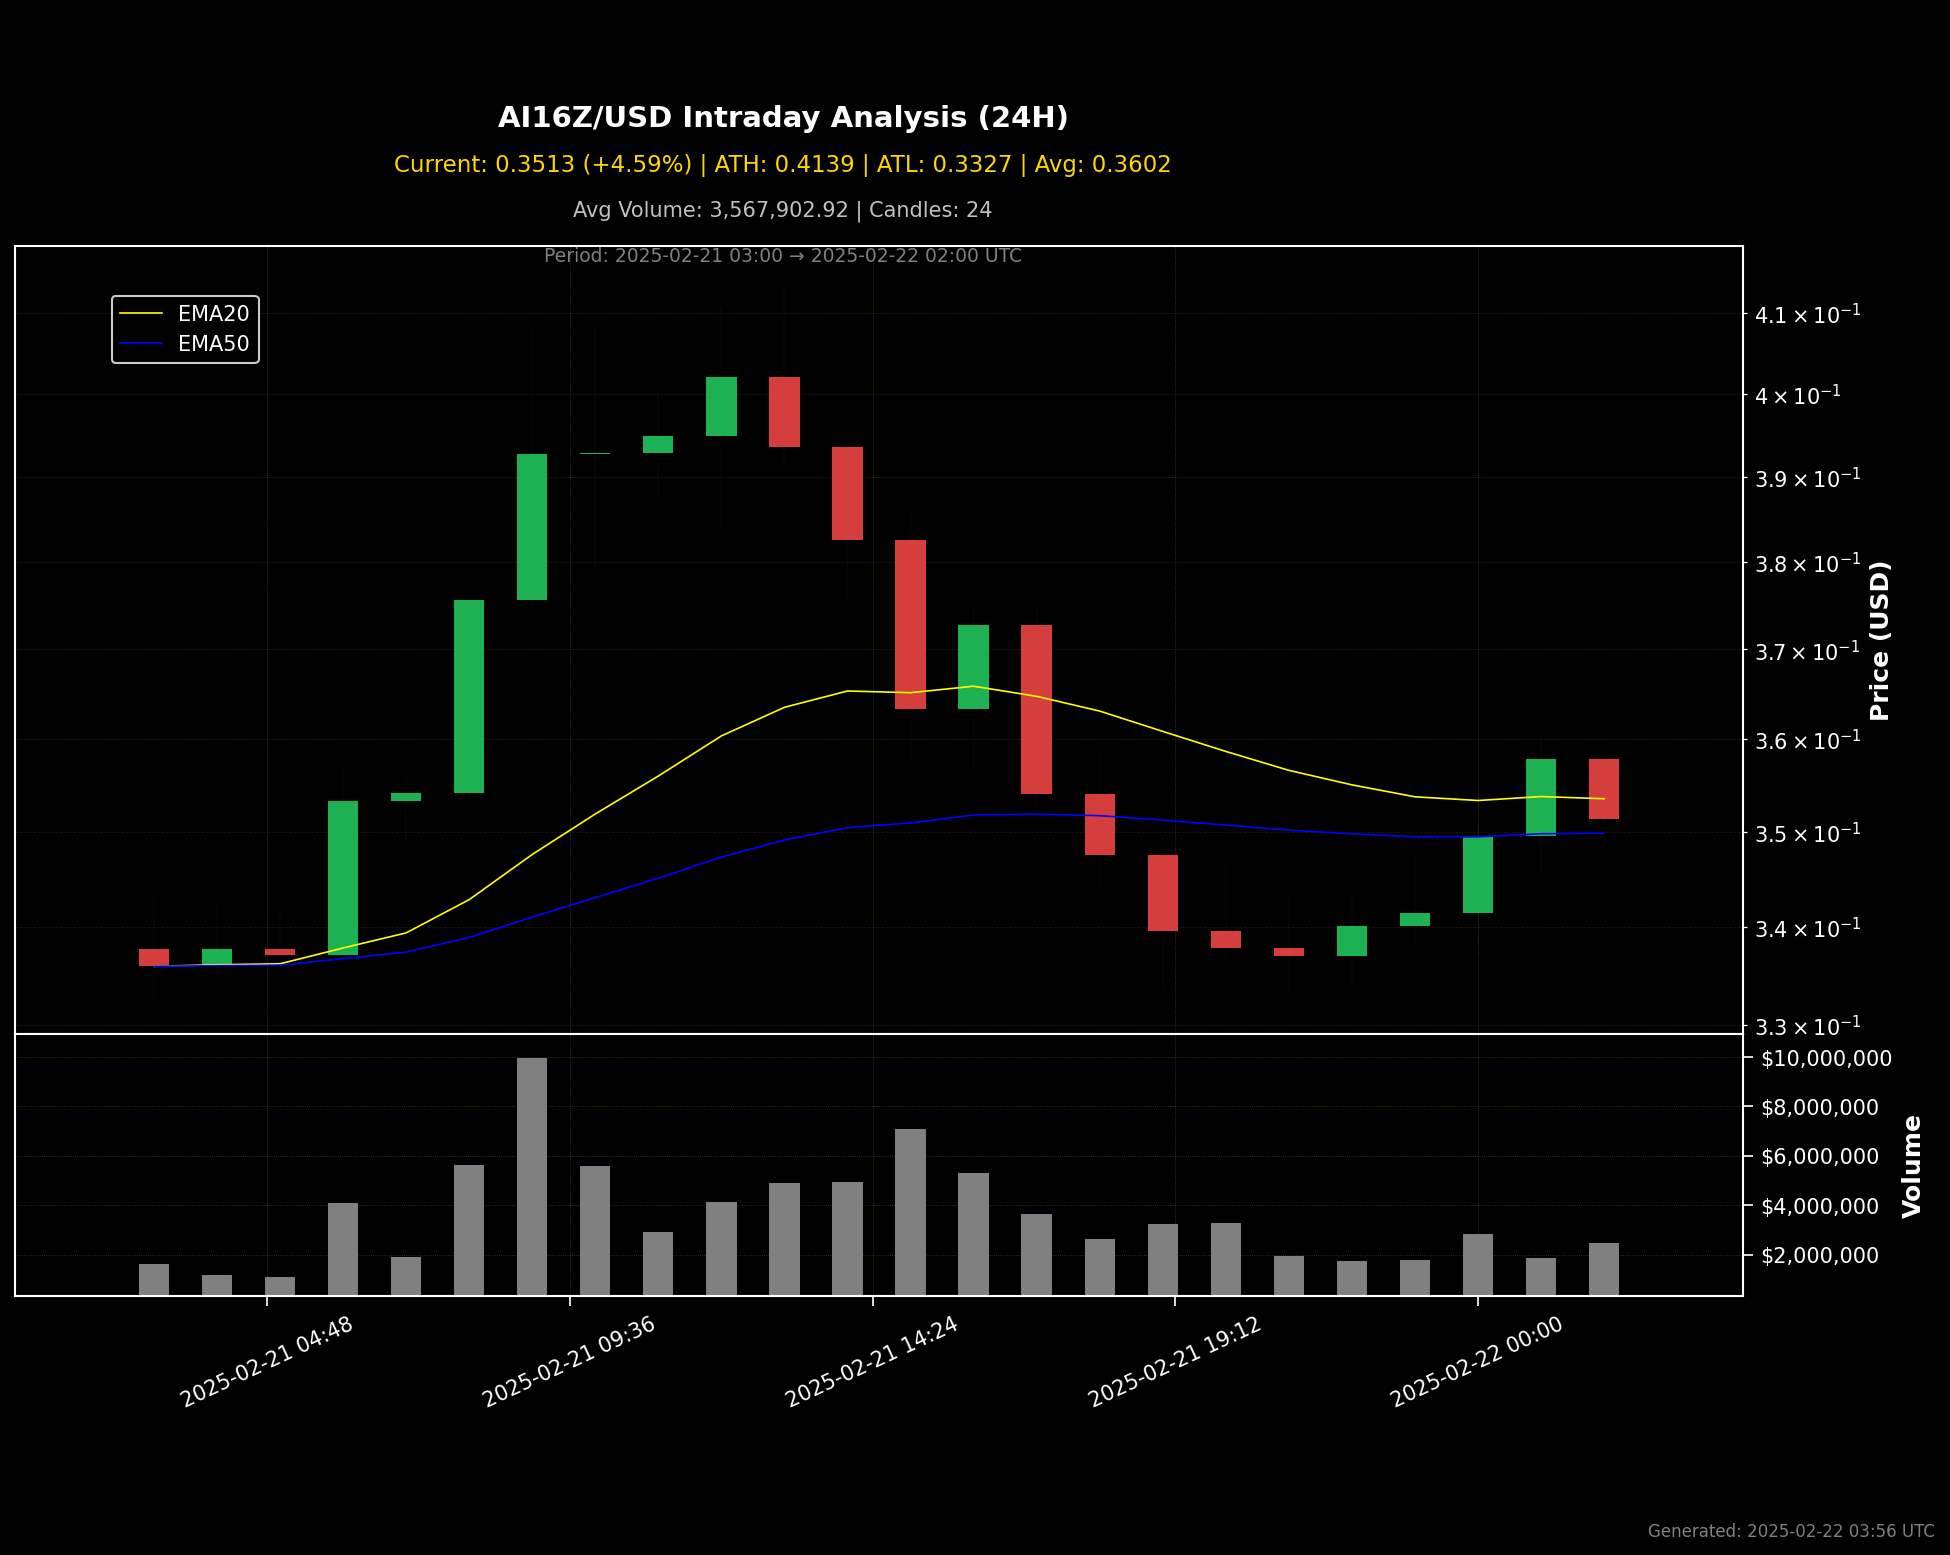 AI16Z/USD Intraday Analysis (24H)
Current: 0.3513 (+4.59%) | ATH: 0.4139 | ATL: 0.3327 | Avg: 0.3602
Avg Volume: 3,567,902.92 | Candles: 24
Period: 2025-02-21 03:00 → 2025-02-22 02:00 UTC
EMA20
EMA50
4.1 × 10⁻¹
4 × 10⁻¹
3.9 × 10⁻¹
3.8 × 10⁻¹
3.7 × 10⁻¹
3.6 × 10⁻¹
3.5 × 10⁻¹
3.4 × 10⁻¹
3.3 × 10⁻¹
Price (USD)
$10,000,000
$8,000,000
$6,000,000
$4,000,000
$2,000,000
Volume
2025-02-21 04:48
2025-02-21 09:36
2025-02-21 14:24
2025-02-21 19:12
2025-02-22 00:00
Generated: 2025-02-22 03:56 UTC